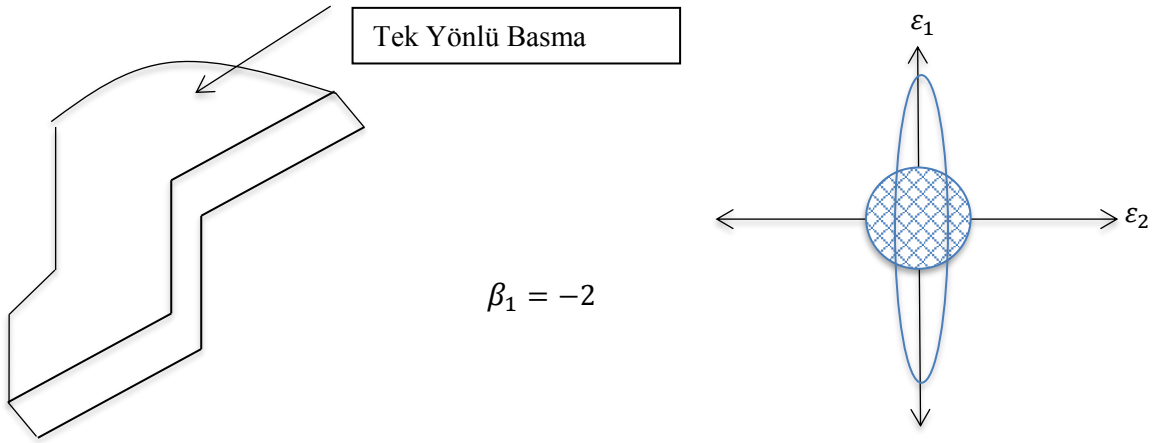 Tek Yönlü Basma
ε₁
ε₂
β₁ = −2